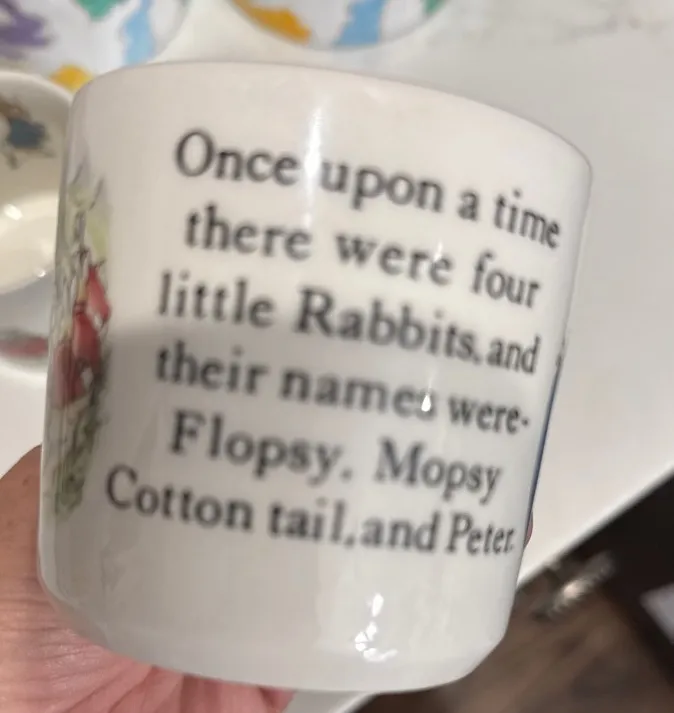 Once upon a time
there were four
little Rabbits, and
their names were-
Flopsy, Mopsy
Cotton tail, and Peter.